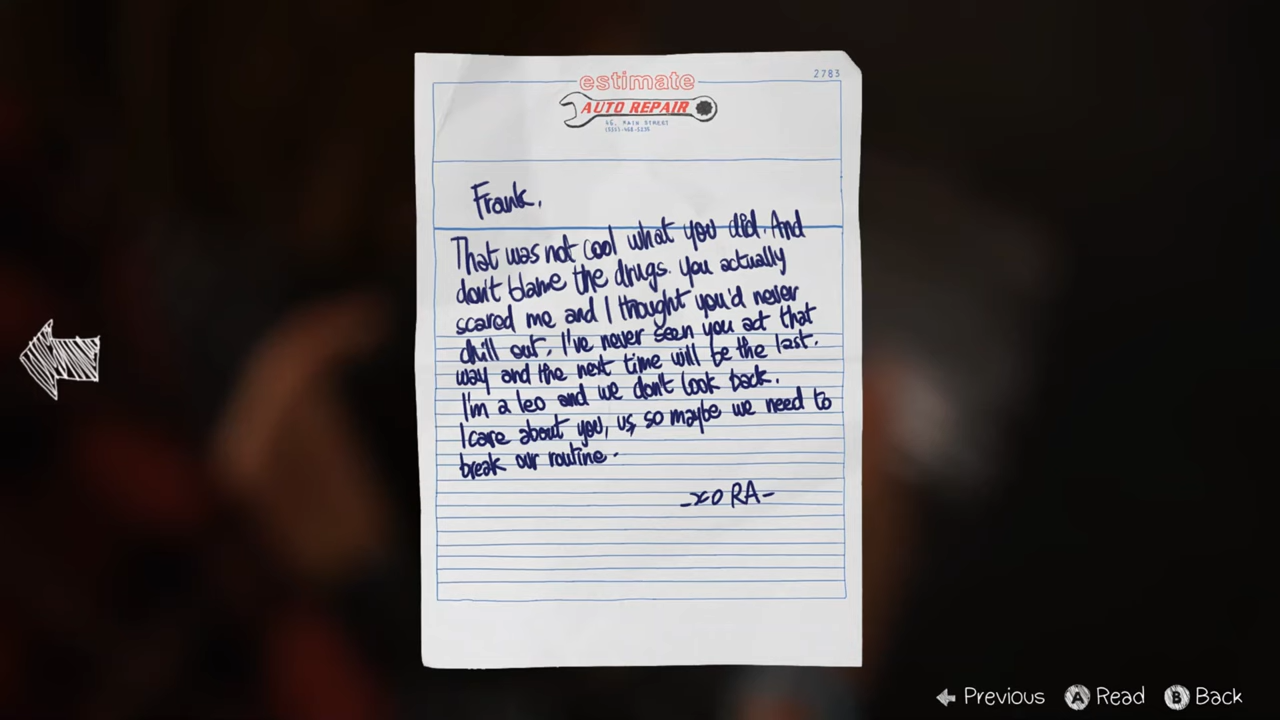 2783
estimate
AUTO REPAIR
Frank,
That was not cool what you did. And
don't blame the drugs. You actually
scared me and I thought you'd never
chill out. I've never seen you act that
way and the next time will be the last.
I'm a leo and we don't look back.
I care about you, us, so maybe we need to
break our routine.
-xo RA-
Previous
A Read
B Back